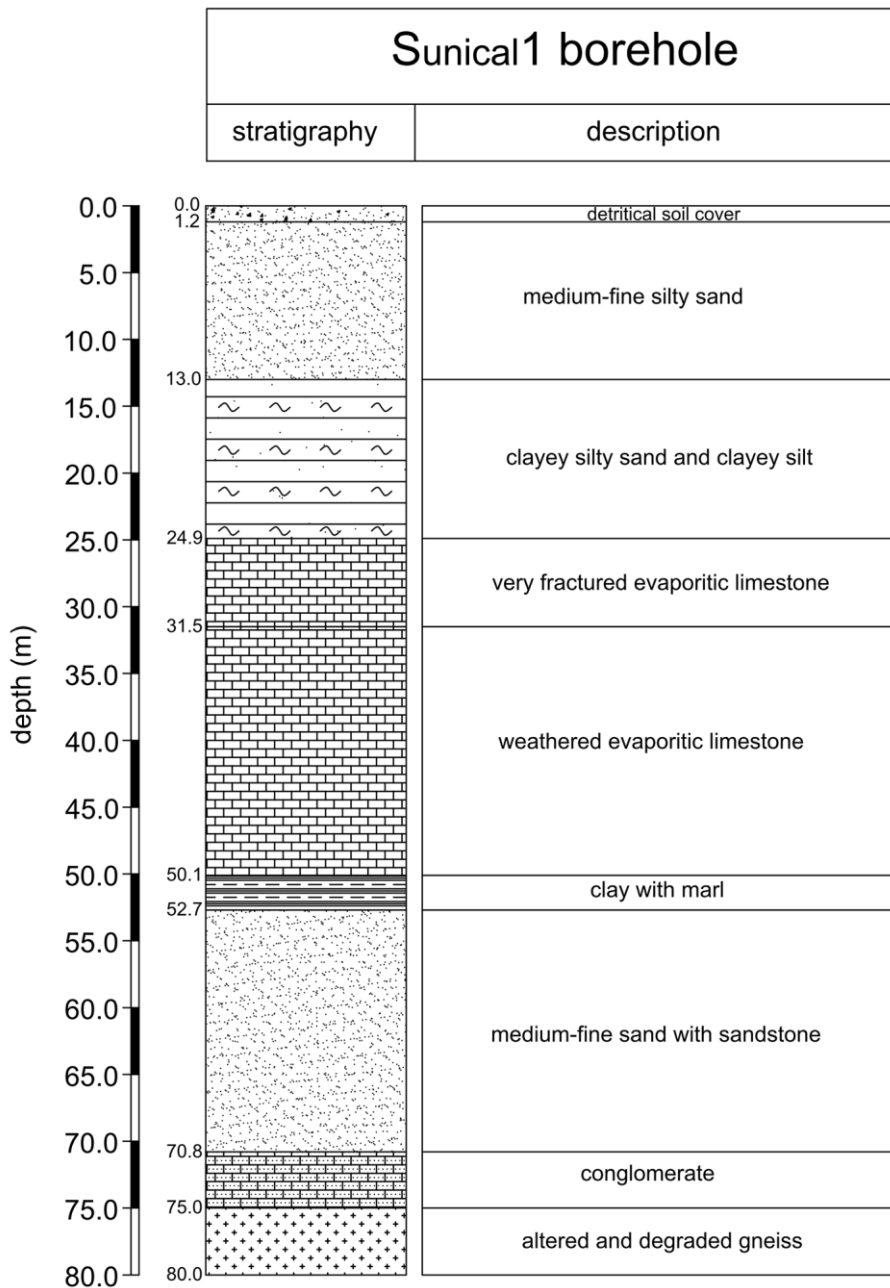 Sunical1 borehole
stratigraphy
description
0.0
0.0
detritical soil cover
1.2
5.0
medium-fine silty sand
10.0
13.0
15.0
clayey silty sand and clayey silt
20.0
24.9
25.0
very fractured evaporitic limestone
30.0
31.5
35.0
depth (m)
weathered evaporitic limestone
40.0
45.0
50.0
50.1
clay with marl
52.7
55.0
medium-fine sand with sandstone
60.0
65.0
70.0
70.8
conglomerate
75.0
75.0
altered and degraded gneiss
80.0
80.0